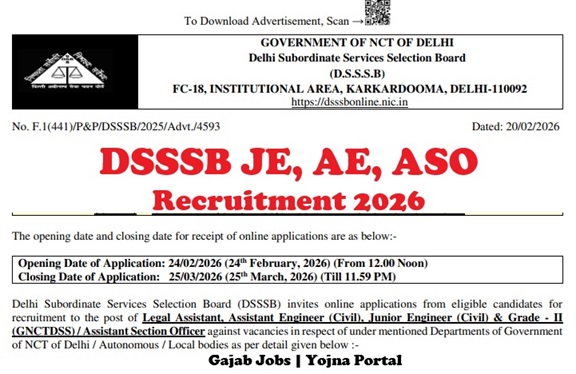 To Download Advertisement, Scan →
GOVERNMENT OF NCT OF DELHI
Delhi Subordinate Services Selection Board
(D.S.S.S.B)
FC-18, INSTITUTIONAL AREA, KARKARDOOMA, DELHI-110092
https://dsssbonline.nic.in
No. F.1(441)/P&P/DSSSB/2025/Advt./4593 Dated: 20/02/2026
DSSSB JE, AE, ASO
Recruitment 2026
The opening date and closing date for receipt of online applications are as below:-
Opening Date of Application: 24/02/2026 (24th February, 2026) (From 12.00 Noon)
Closing Date of Application: 25/03/2026 (25th March, 2026) (Till 11.59 PM)
Delhi Subordinate Services Selection Board (DSSSB) invites online applications from eligible candidates for
recruitment to the post of Legal Assistant, Assistant Engineer (Civil), Junior Engineer (Civil) & Grade - II
(GNCTDSS) / Assistant Section Officer against vacancies in respect of under mentioned Departments of Government
of NCT of Delhi / Autonomous / Local bodies as per detail given below :-
Gajab Jobs | Yojna Portal